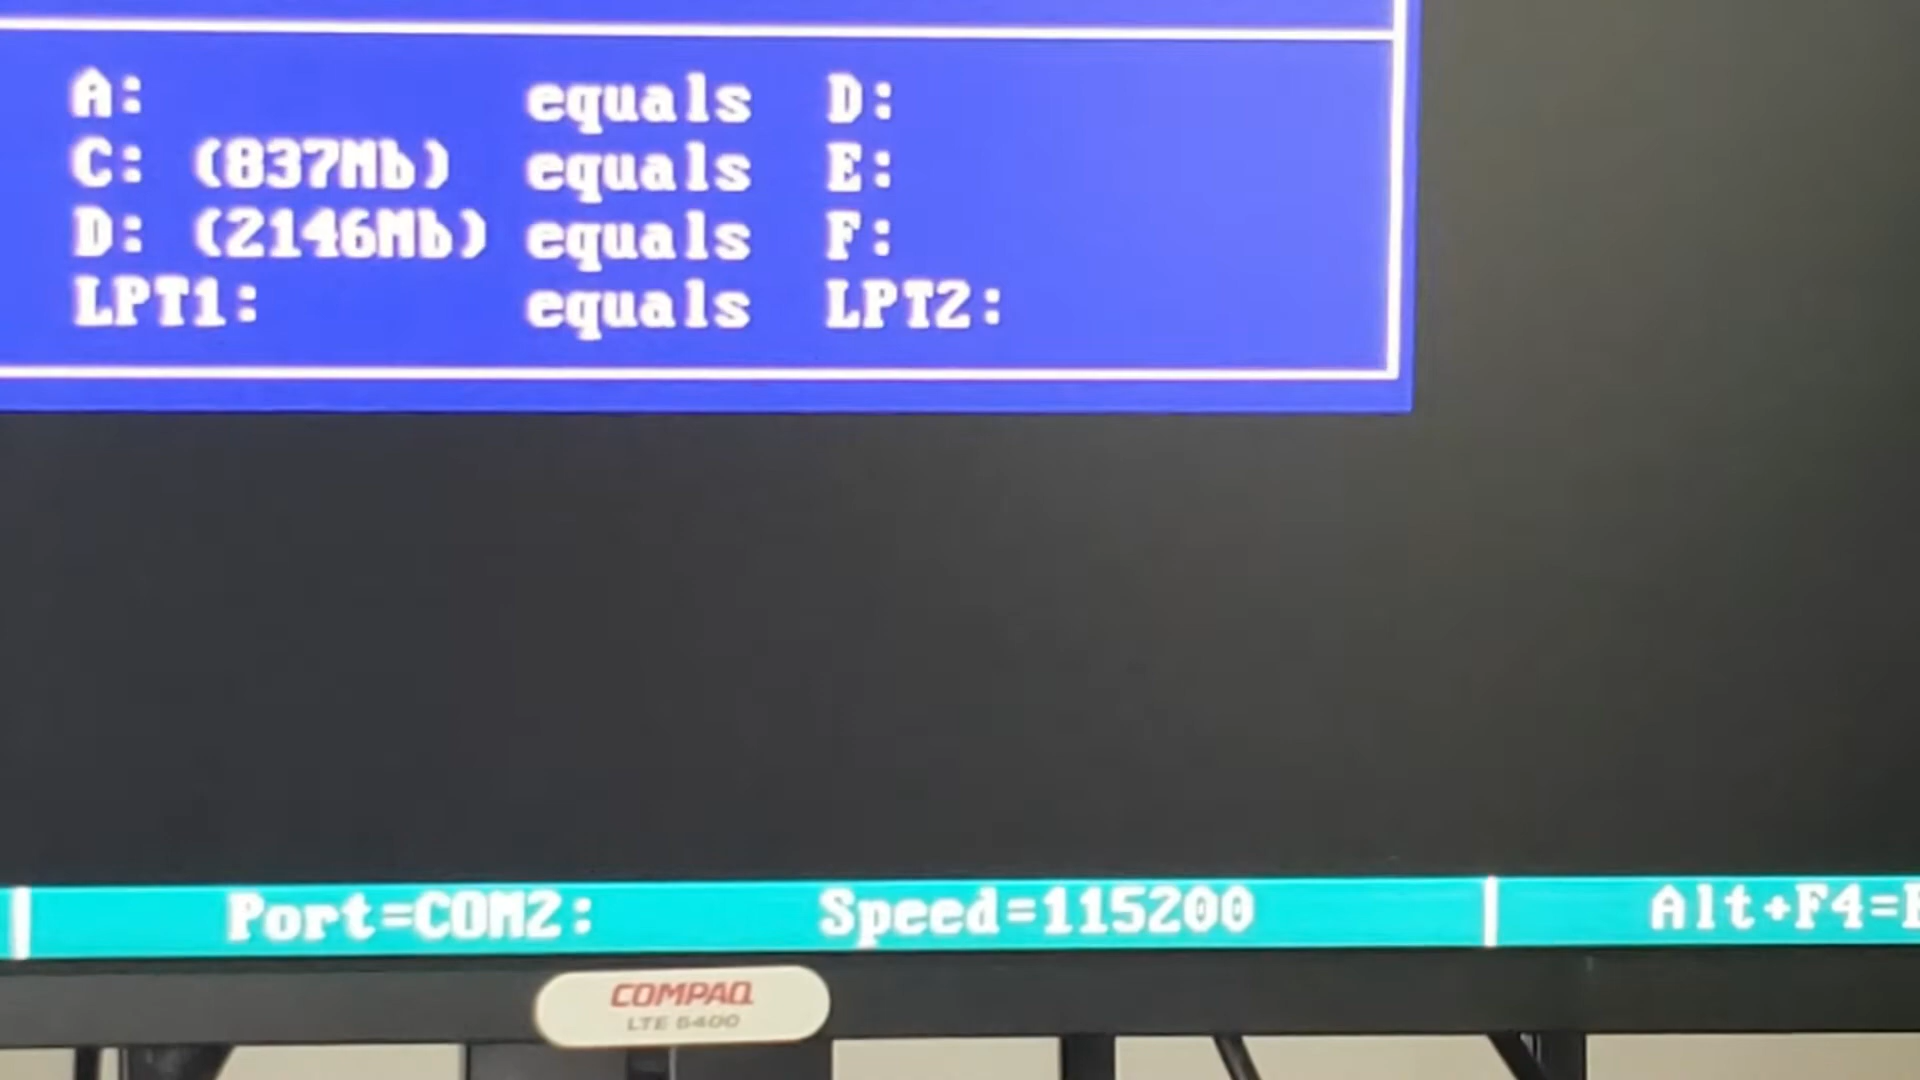 A: equals D:
C: (837Mb) equals E:
D: (2146Mb) equals F:
LPT1: equals LPT2:
Port=COM2: Speed=115200 Alt+F4=
COMPAQ
LTE 5400